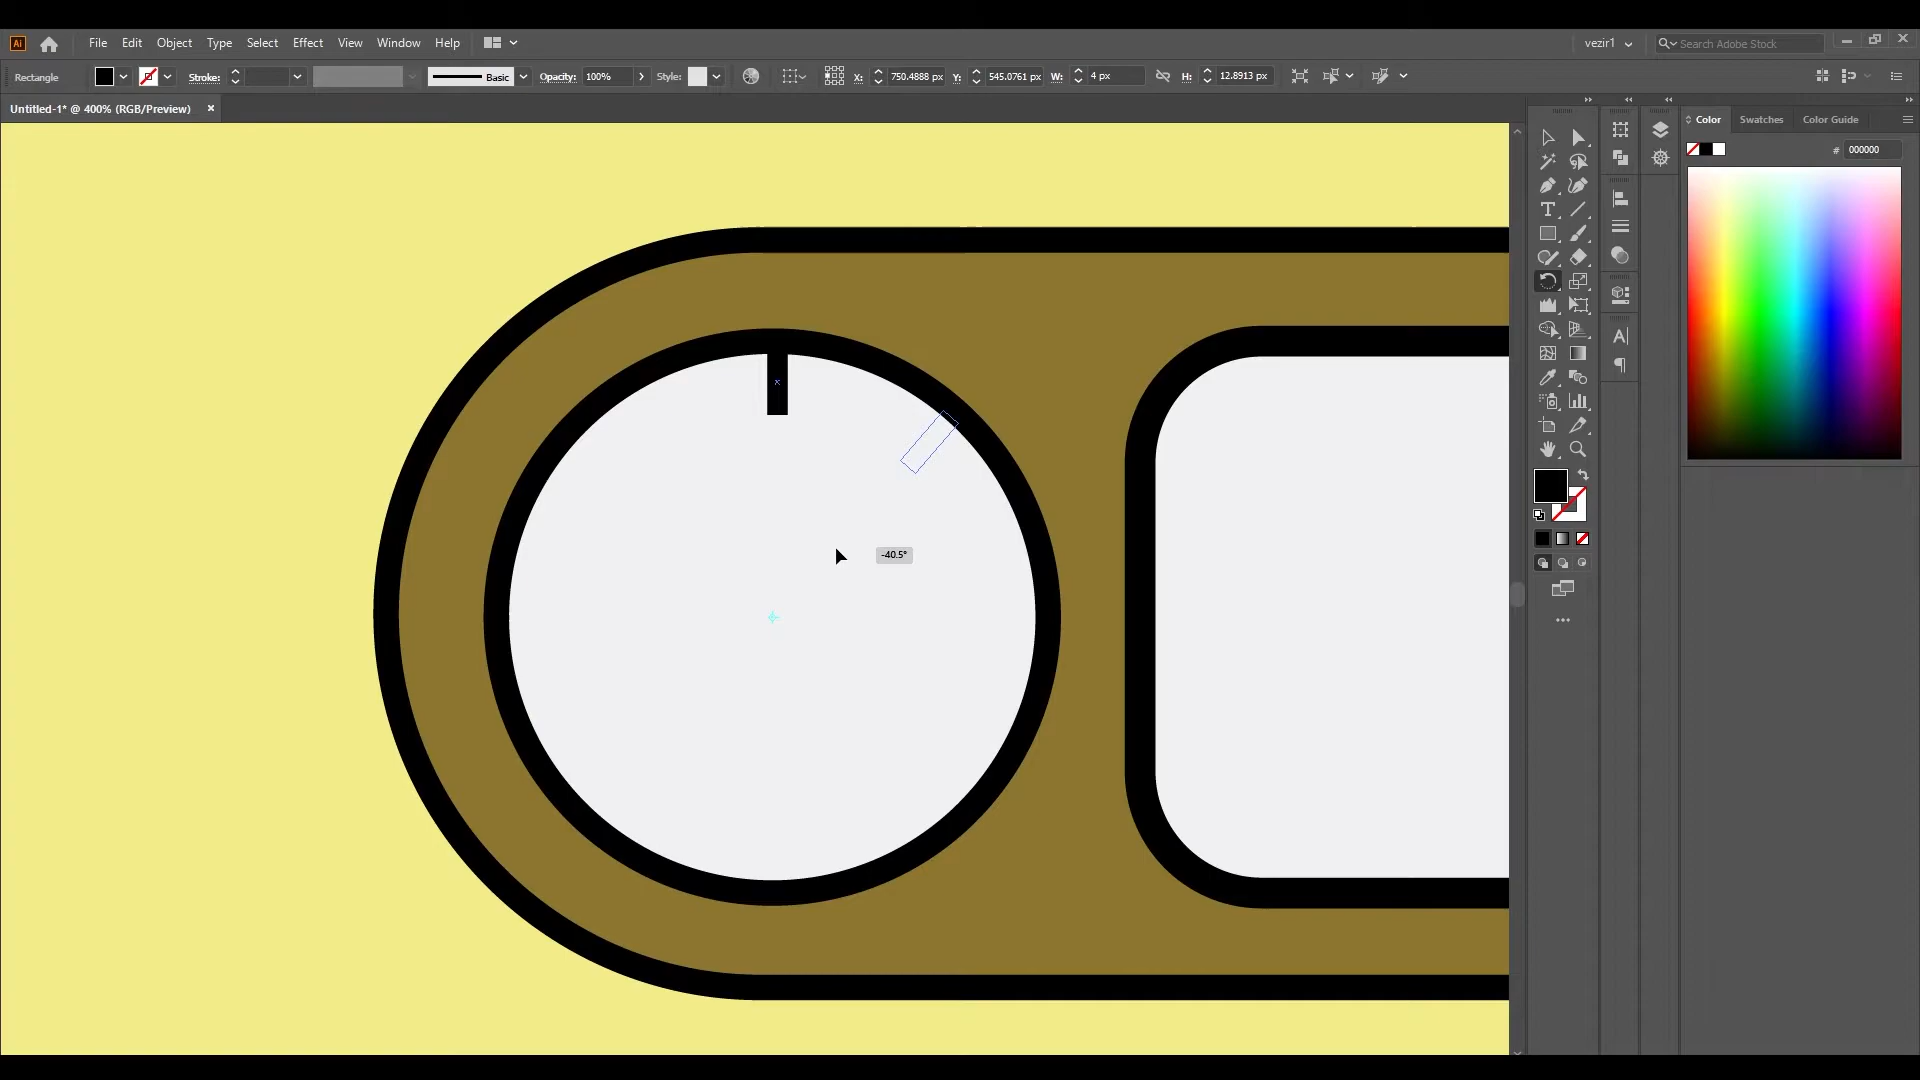 Ai File Edit Object Type Select Effect View Window Help vezir1 Search Adobe Stock
Rectangle Stroke: Basic Opacity: 100% Style: X: 750.4888 px Y: 545.0761 px W: 4 px H: 12.8913 px
Untitled-1* @ 400% (RGB/Preview) ×
Color Swatches Color Guide
# 000000
-40.5°